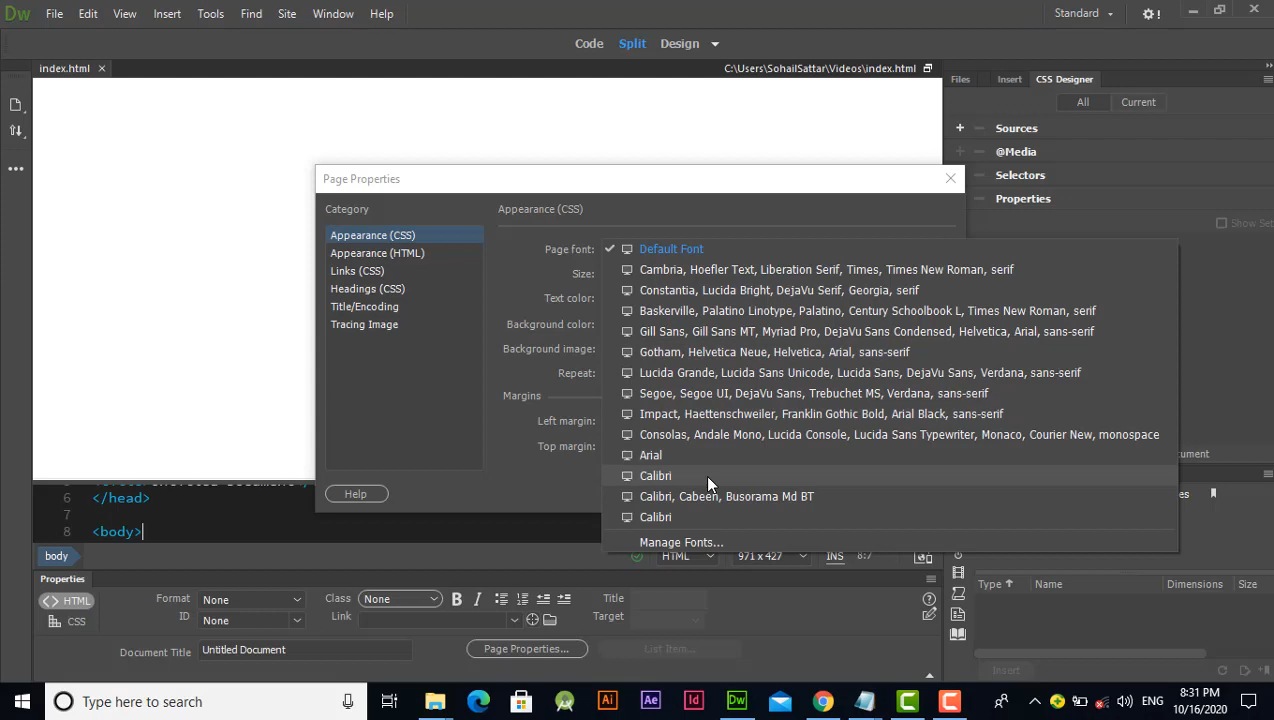 Dw File Edit View Insert Tools Find Site Window Help Standard
Code Split Design
index.html C:\Users\SohailSattar\Videos\index.html Files Insert CSS Designer
All Current
Sources
@Media
Selectors
Properties
Show Set
Page Properties
Category
Appearance (CSS)
Appearance (HTML)
Links (CSS)
Headings (CSS)
Title/Encoding
Tracing Image
Help
Appearance (CSS)
Page font:
Size:
Text color:
Background color:
Background image:
Repeat:
Margins
Left margin:
Top margin:
Default Font
Cambria, Hoefler Text, Liberation Serif, Times, Times New Roman, serif
Constantia, Lucida Bright, DejaVu Serif, Georgia, serif
Baskerville, Palatino Linotype, Palatino, Century Schoolbook L, Times New Roman, serif
Gill Sans, Gill Sans MT, Myriad Pro, DejaVu Sans Condensed, Helvetica, Arial, sans-serif
Gotham, Helvetica Neue, Helvetica, Arial, sans-serif
Lucida Grande, Lucida Sans Unicode, Lucida Sans, DejaVu Sans, Verdana, sans-serif
Segoe, Segoe UI, DejaVu Sans, Trebuchet MS, Verdana, sans-serif
Impact, Haettenschweiler, Franklin Gothic Bold, Arial Black, sans-serif
Consolas, Andale Mono, Lucida Console, Lucida Sans Typewriter, Monaco, Courier New, monospace
Arial
Calibri
Calibri, Cabeen, Busorama Md BT
Calibri
Manage Fonts...
6 </head>
7
8 <body>
body HTML 971 x 427 INS 8:7
Properties
HTML Format None Class None B I Title
CSS ID None Link Target
Document Title Untitled Document Page Properties... List Item...
Type Name Dimensions Size
Insert
Type here to search Ai Ae Id Dw ENG 8:31 PM
10/16/2020